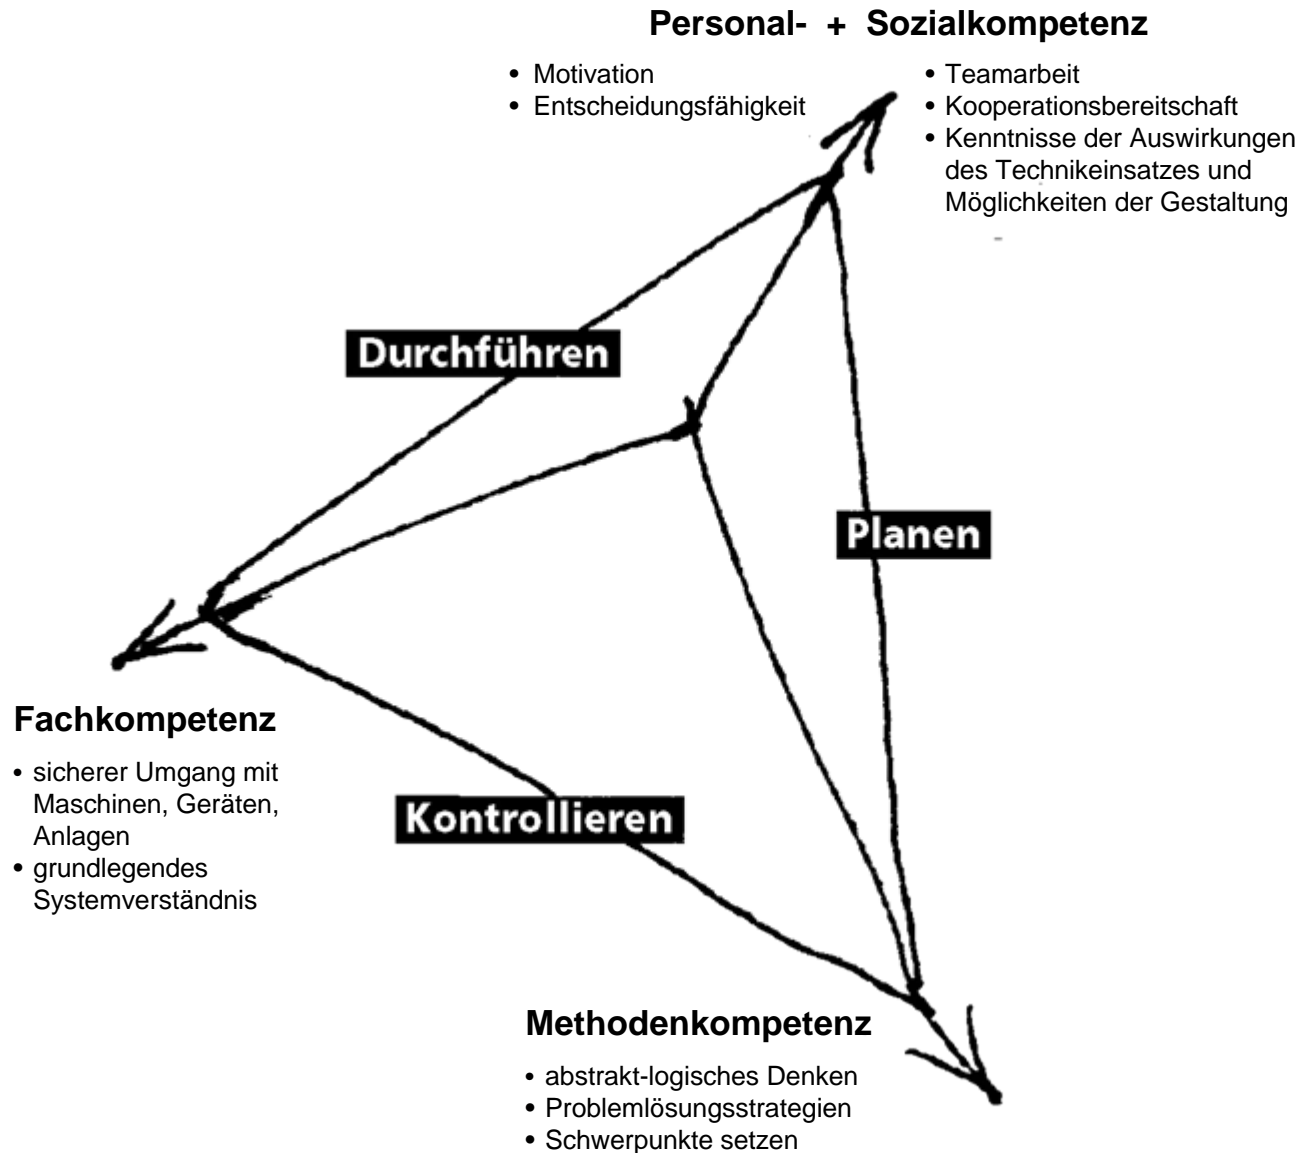 Personal- + Sozialkompetenz
• Motivation
• Entscheidungsfähigkeit
• Teamarbeit
• Kooperationsbereitschaft
• Kenntnisse der Auswirkungen
des Technikeinsatzes und
Möglichkeiten der Gestaltung
Durchführen
Planen
Fachkompetenz
• sicherer Umgang mit
Maschinen, Geräten,
Anlagen
• grundlegendes
Systemverständnis
Kontrollieren
Methodenkompetenz
• abstrakt-logisches Denken
• Problemlösungsstrategien
• Schwerpunkte setzen